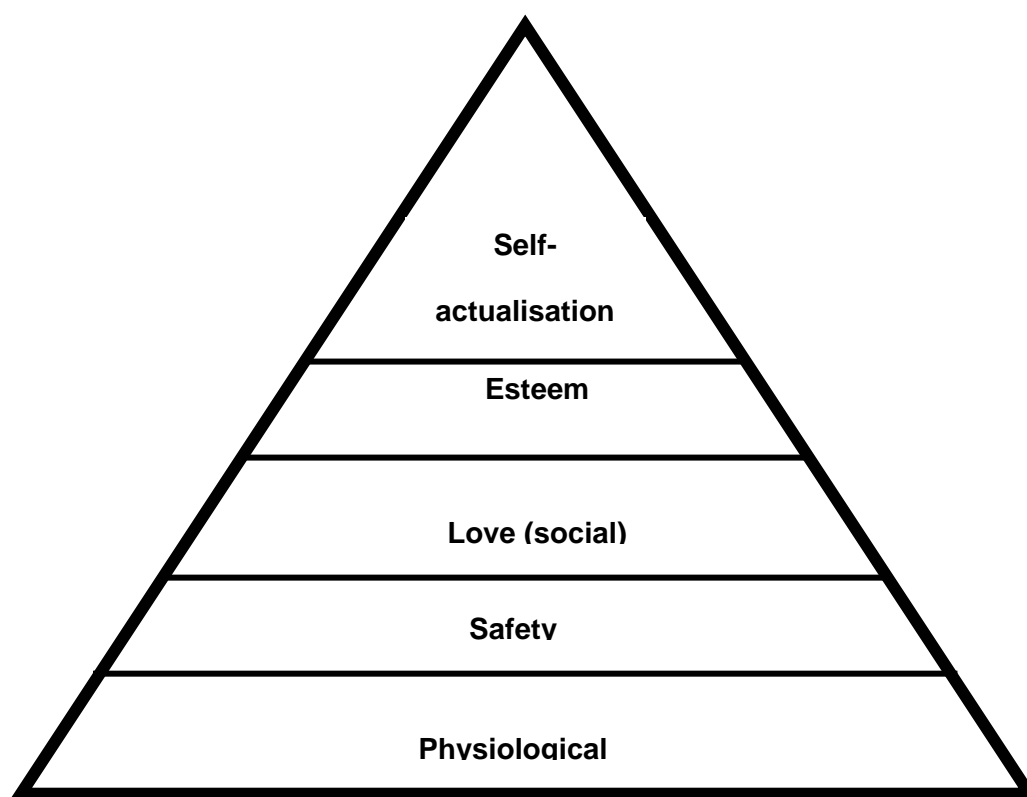 Self-
actualisation
Esteem
Love (social)
Safety
Physiological